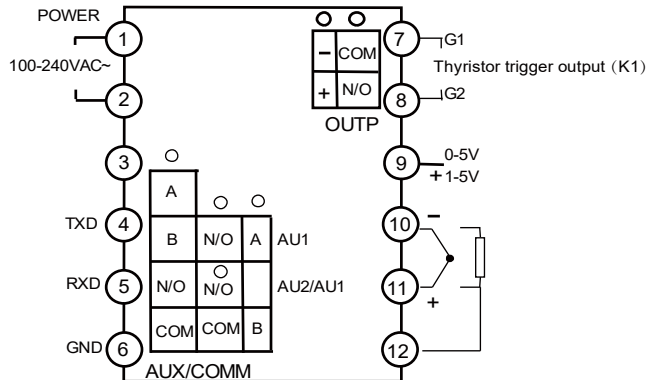 POWER
1
7
G1
- COM
100-240VAC~
Thyristor trigger output (K1)
+ N/O
2
8
G2
OUTP
3
9
0-5V
+ 1-5V
A
TXD
4
10
-
B N/O A AU1
RXD
5
N/O N/O AU2/AU1
11
+
COM COM B
GND
6
12
AUX/COMM